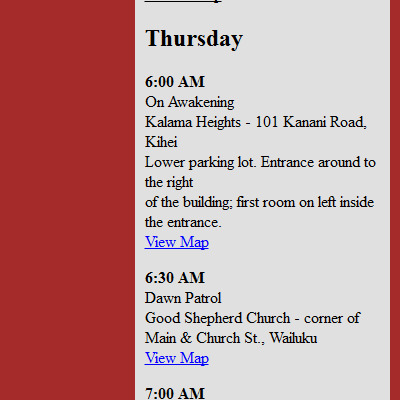 Thursday
6:00 AM
On Awakening
Kalama Heights - 101 Kanani Road,
Kihei
Lower parking lot. Entrance around to
the right
of the building; first room on left inside
the entrance.
View Map
6:30 AM
Dawn Patrol
Good Shepherd Church - corner of
Main & Church St., Wailuku
View Map
7:00 AM